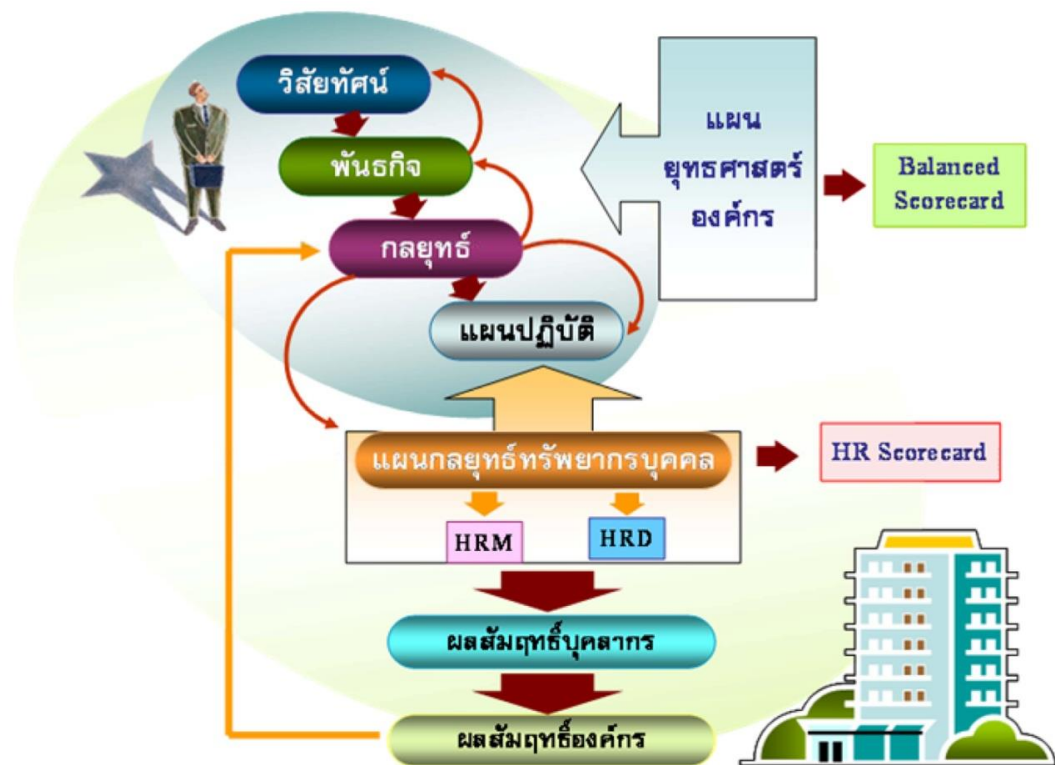 วิสัยทัศน์
พันธกิจ
กลยุทธ์
แผนปฏิบัติ
แผน
ยุทธศาสตร์
องค์กร
Balanced
Scorecard
แผนกลยุทธ์ทรัพยากรบุคคล
HR Scorecard
HRM
HRD
ผลสัมฤทธิ์บุคลากร
ผลสัมฤทธิ์องค์กร